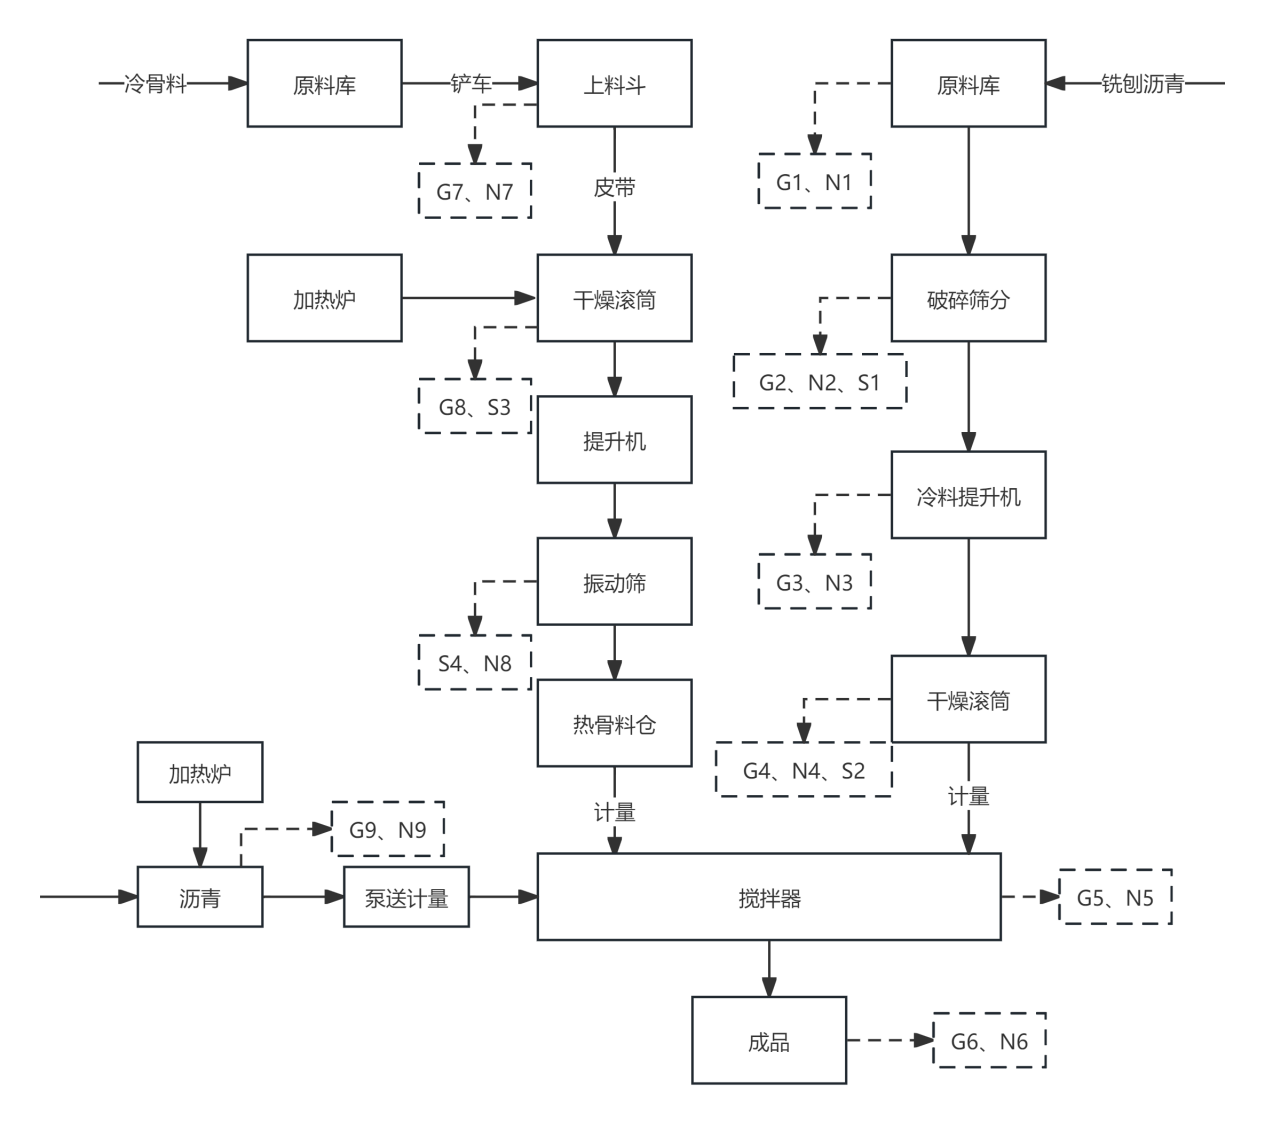 冷骨料
原料库
铲车
上料斗
原料库
铣刨沥青
G7、N7
皮带
G1、N1
加热炉
干燥滚筒
破碎筛分
G8、S3
G2、N2、S1
提升机
冷料提升机
振动筛
G3、N3
S4、N8
热骨料仓
干燥滚筒
加热炉
G4、N4、S2
计量
计量
G9、N9
沥青
泵送计量
搅拌器
G5、N5
成品
G6、N6